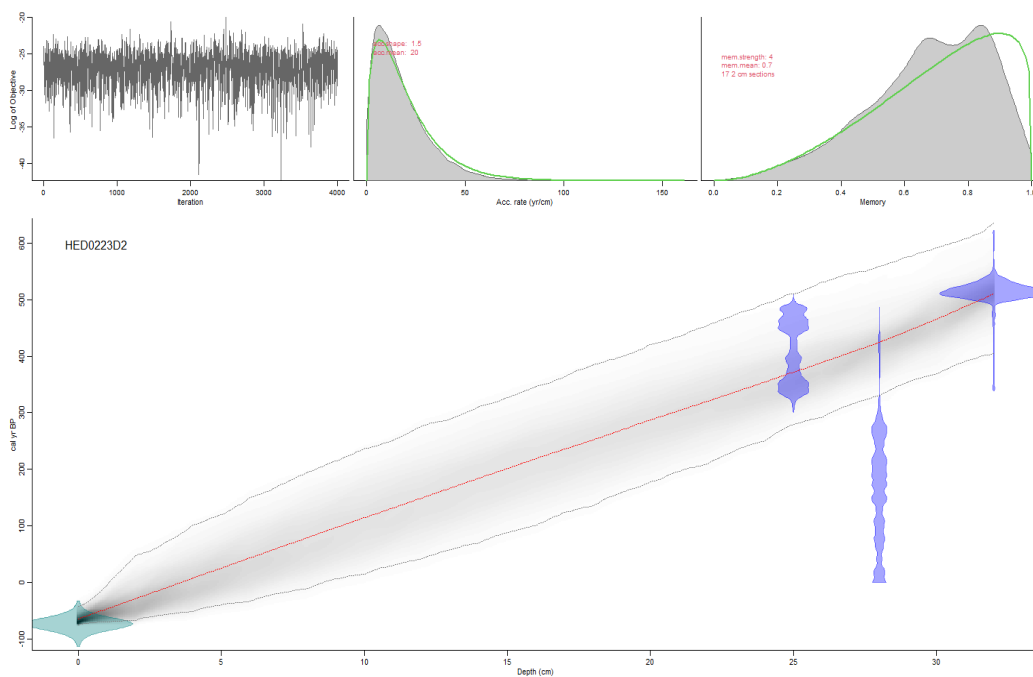 -20
-25
-30
-35
-40
Log of Objective
0 1000 2000 3000 4000
Iteration
acc.shape: 1.5
acc.mean: 20
0 50 100 150
Acc. rate (yr/cm)
mem.strength: 4
mem.mean: 0.7
17 2 cm sections
0.0 0.2 0.4 0.6 0.8 1.0
Memory
HED0223D2
600
500
400
300
200
100
0
-100
cal yr BP
0 5 10 15 20 25 30
Depth (cm)